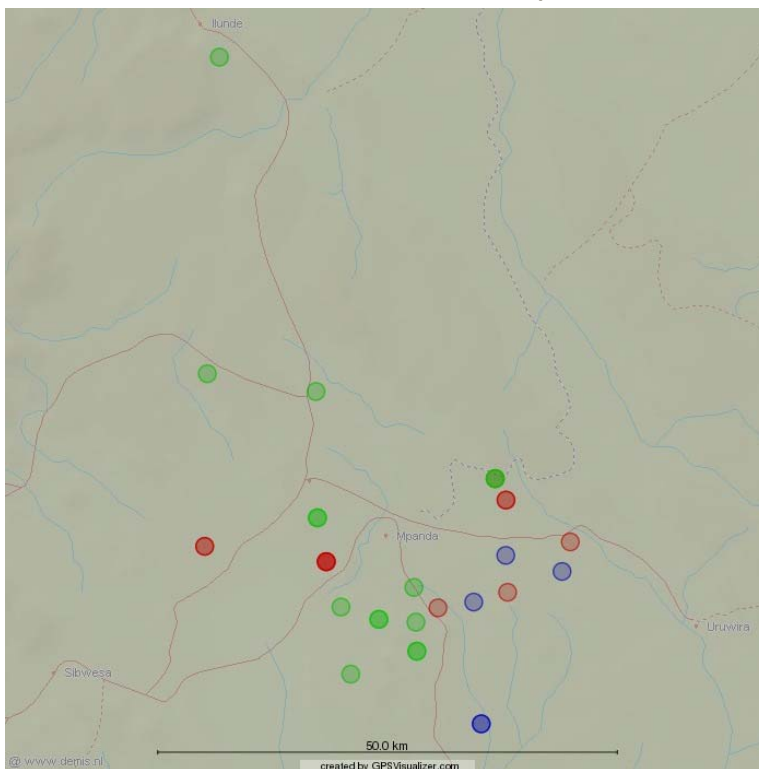 Ilunde
Mpanda
Uruwira
Sibwesa
50.0 km
@ www.demis.nl
created by GPSVisualizer.com